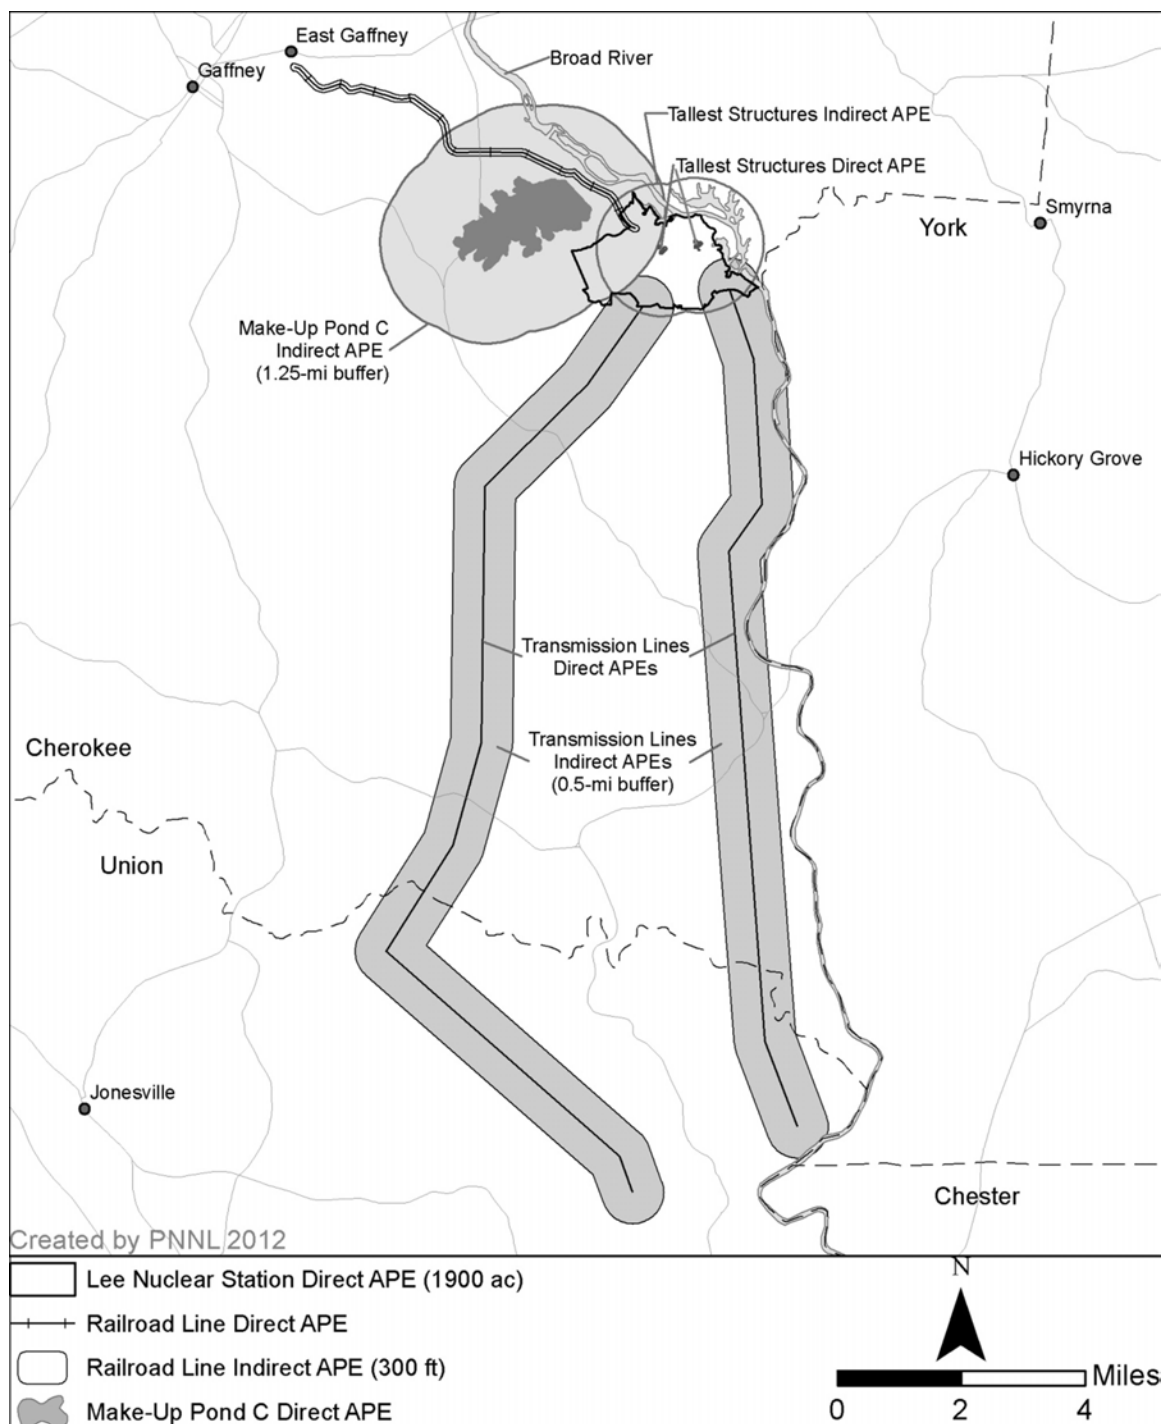 East Gaffney
Gaffney
Broad River
Tallest Structures Indirect APE
Tallest Structures Direct APE
Smyrna
York
Make-Up Pond C
Indirect APE
(1.25-mi buffer)
Hickory Grove
Transmission Lines
Direct APEs
Transmission Lines
Indirect APEs
(0.5-mi buffer)
Cherokee
Union
Jonesville
Chester
Created by PNNL 2012
Lee Nuclear Station Direct APE (1900 ac)
Railroad Line Direct APE
Railroad Line Indirect APE (300 ft)
Make-Up Pond C Direct APE
N
Miles
0 2 4